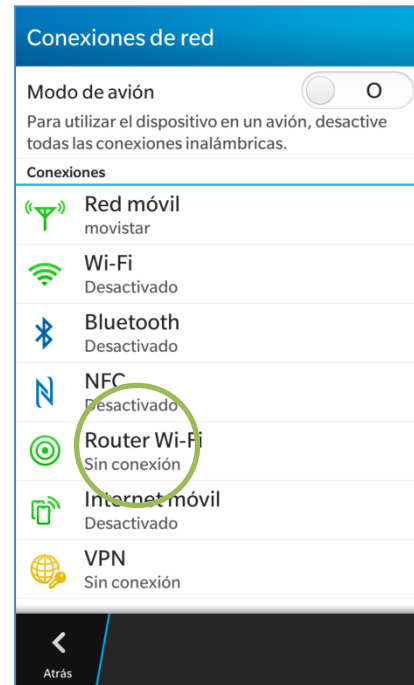 Conexiones de red
Modo de avión
O
Para utilizar el dispositivo en un avión, desactive
todas las conexiones inalámbricas.
Conexiones
Red móvil
movistar
Wi-Fi
Desactivado
Bluetooth
Desactivado
NFC
Desactivado
Router Wi-Fi
Sin conexión
Internet móvil
Desactivado
VPN
Sin conexión
Atrás